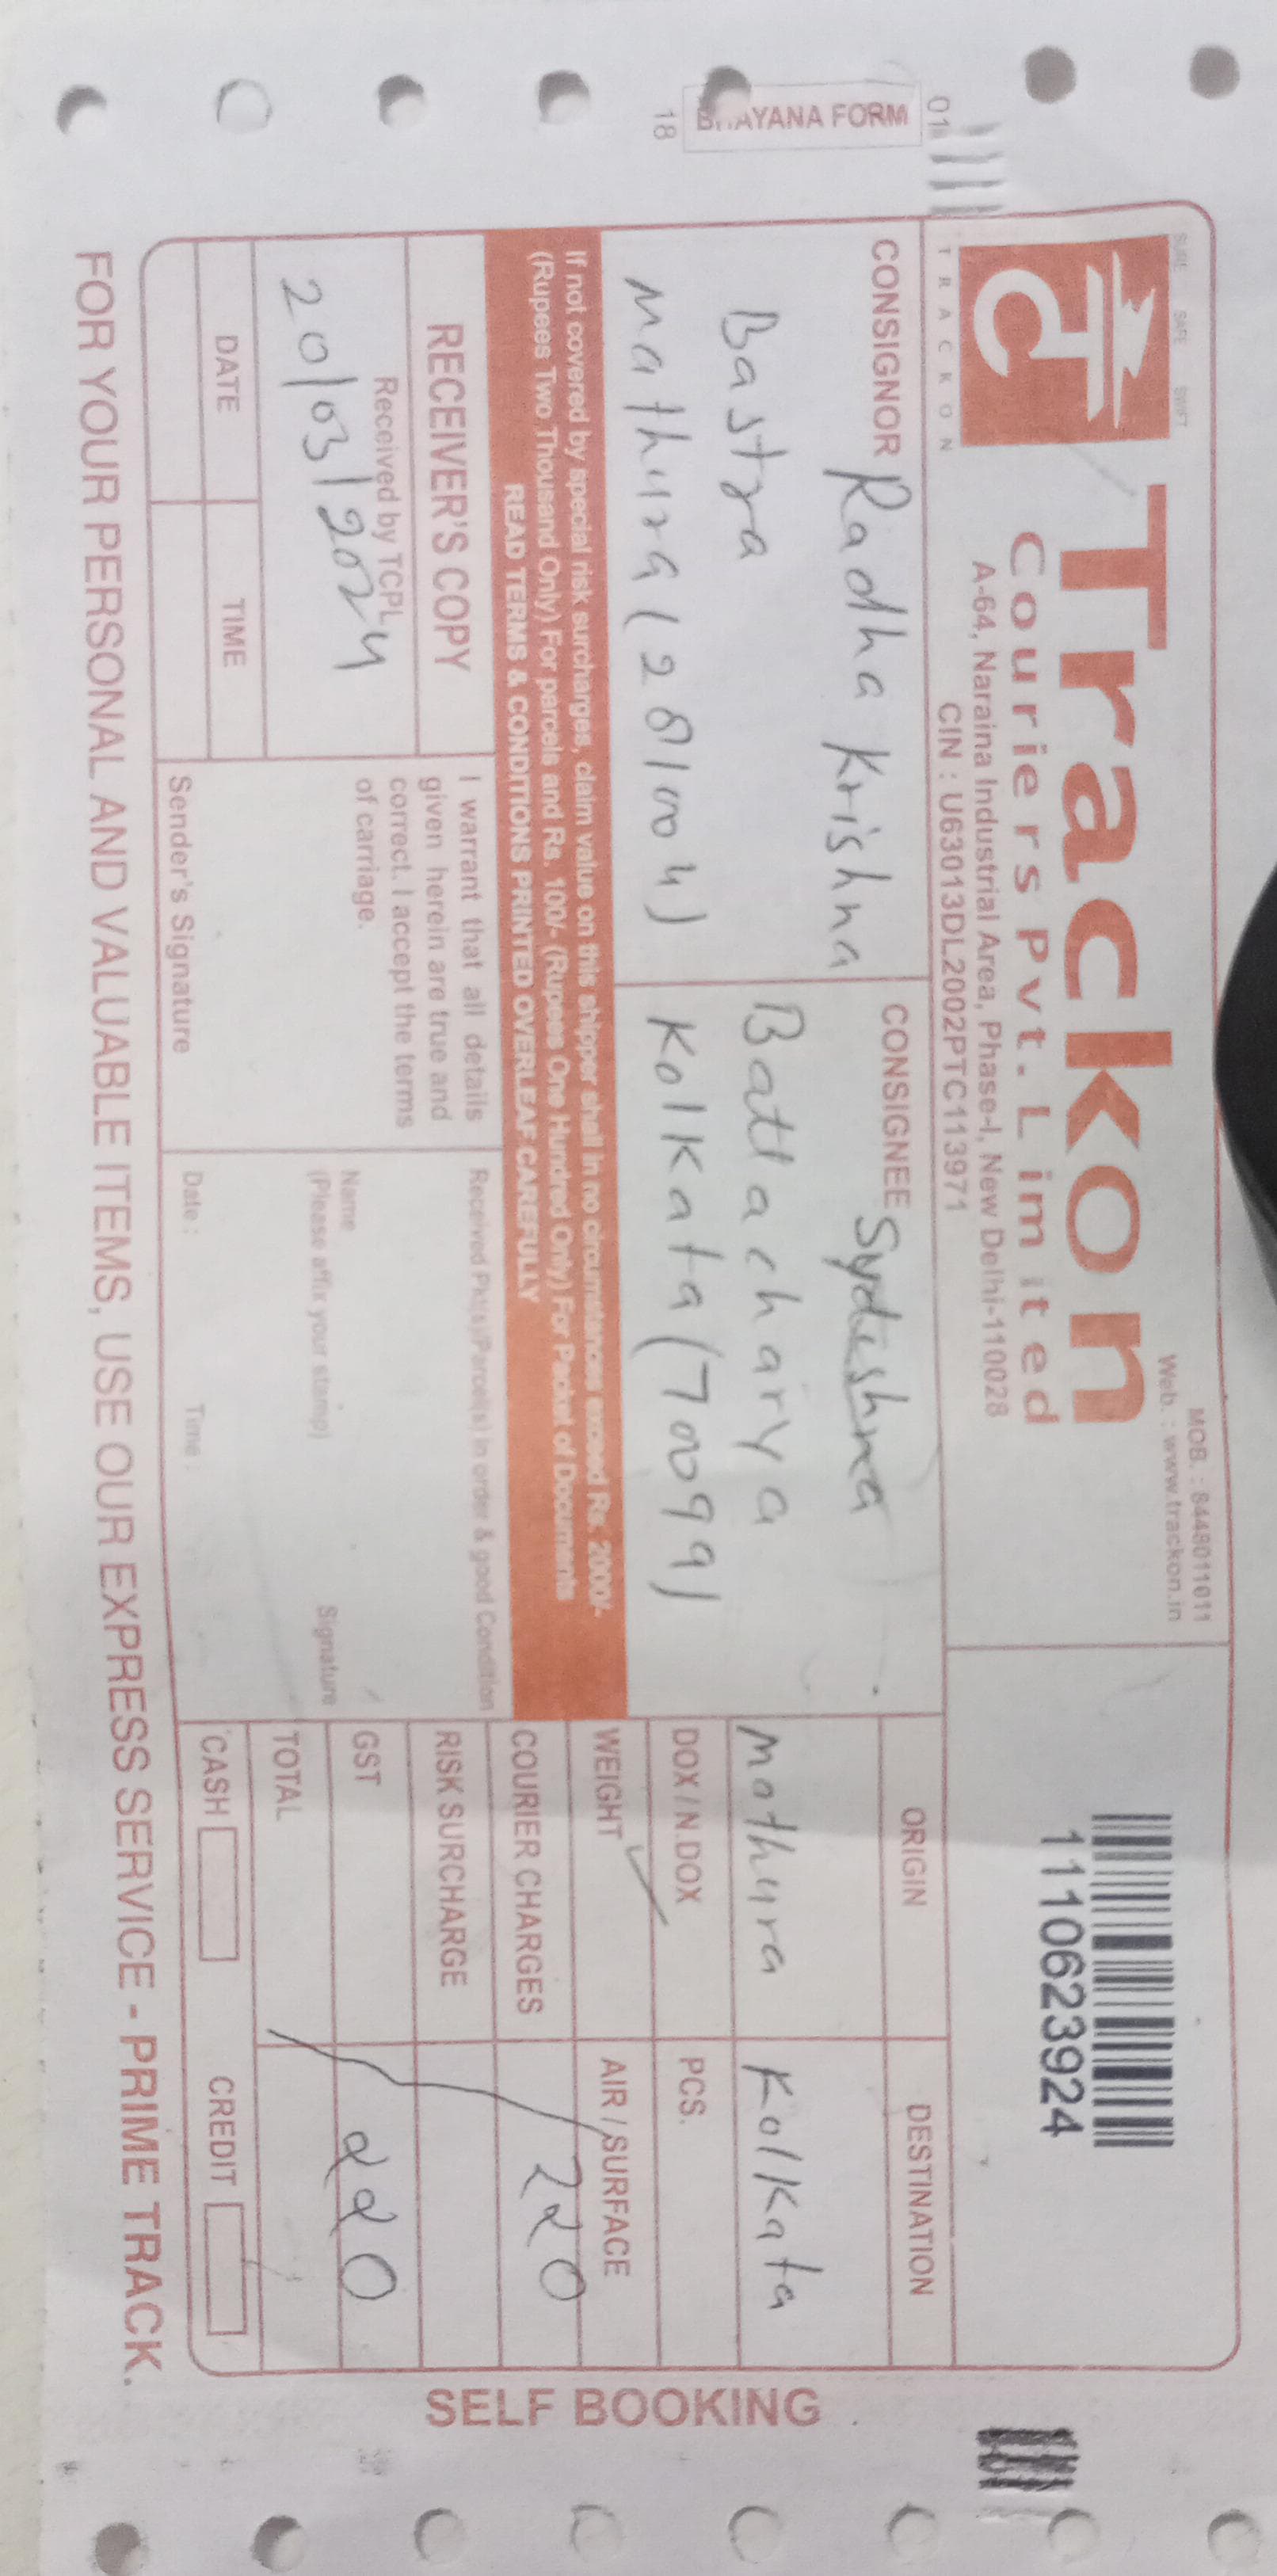 SURE SAFE SWIFT
TRACKON
Trackon
Couriers Pvt. Limited
A-64, Naraina Industrial Area, Phase-I, New Delhi-110028
CIN : U63013DL2002PTC113971
MOB. : 8448011011
Web. : www.trackon.in
1110623924
01
AYANA FORM
18
CONSIGNOR Radha Krishna
Bastra
Mathura (281004)
CONSIGNEE
Battacharya
Kolkata (70099)
ORIGIN DESTINATION
Mathura Kolkata
DOX / N.DOX PCS.
WEIGHT AIR / SURFACE
COURIER CHARGES 220
RISK SURCHARGE
GST 220
TOTAL
CASH CREDIT
If not covered by special risk surcharges, claim value on this shipper shall in no circumstances exceed Rs. 2000/-
(Rupees Two Thousand Only) For parcels and Rs. 100/- (Rupees One Hundred Only) For Packet of Documents
READ TERMS & CONDITIONS PRINTED OVERLEAF CAREFULLY
RECEIVER'S COPY
Received by TCPL
20/03/2024
DATE TIME
I warrant that all details
given herein are true and
correct. I accept the terms
of carriage.
Sender's Signature
Received Pkt(s)/Parcel(s) in order & good Condition
Name
(Please affix your stamp) Signature
Date : Time :
SELF BOOKING
FOR YOUR PERSONAL AND VALUABLE ITEMS, USE OUR EXPRESS SERVICE - PRIME TRACK.